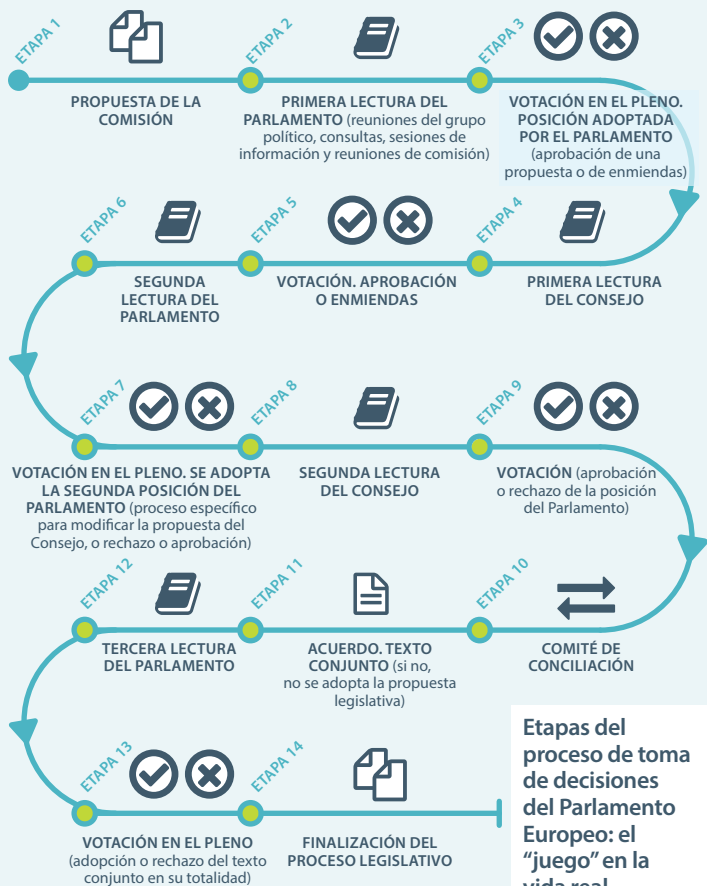 ETAPA 1
PROPUESTA DE LA
COMISIÓN
ETAPA 2
PRIMERA LECTURA DEL
PARLAMENTO (reuniones del grupo
político, consultas, sesiones de
información y reuniones de comisión)
ETAPA 3
VOTACIÓN EN EL PLENO.
POSICIÓN ADOPTADA
POR EL PARLAMENTO
(aprobación de una
propuesta o de enmiendas)
ETAPA 4
PRIMERA LECTURA
DEL CONSEJO
ETAPA 5
VOTACIÓN. APROBACIÓN
O ENMIENDAS
ETAPA 6
SEGUNDA
LECTURA DEL
PARLAMENTO
ETAPA 7
VOTACIÓN EN EL PLENO. SE ADOPTA
LA SEGUNDA POSICIÓN DEL
PARLAMENTO (proceso específico
para modificar la propuesta del
Consejo, o rechazo o aprobación)
ETAPA 8
SEGUNDA LECTURA
DEL CONSEJO
ETAPA 9
VOTACIÓN (aprobación
o rechazo de la posición
del Parlamento)
ETAPA 10
COMITÉ DE
CONCILIACIÓN
ETAPA 11
ACUERDO. TEXTO
CONJUNTO (si no,
no se adopta la propuesta
legislativa)
ETAPA 12
TERCERA LECTURA
DEL PARLAMENTO
ETAPA 13
VOTACIÓN EN EL PLENO
(adopción o rechazo del texto
conjunto en su totalidad)
ETAPA 14
FINALIZACIÓN DEL
PROCESO LEGISLATIVO
Etapas del
proceso de toma
de decisiones
del Parlamento
Europeo: el
“juego” en la
vida real